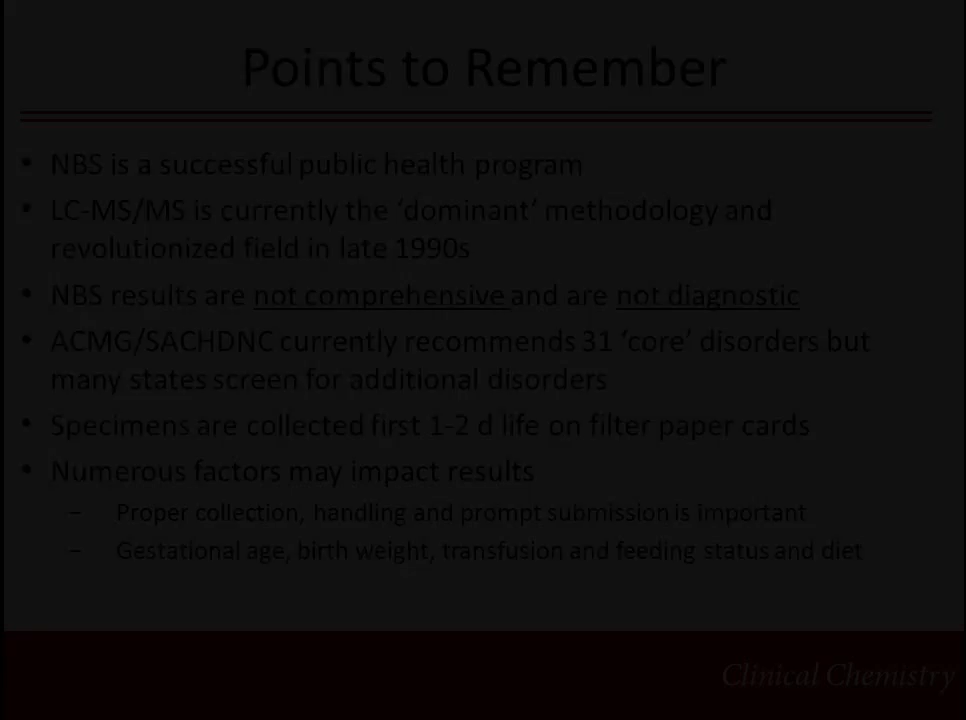 Points to Remember
• NBS is a successful public health program
• LC-MS/MS is currently the ‘dominant’ methodology and
revolutionized field in late 1990s
• NBS results are not comprehensive and are not diagnostic
• ACMG/SACHDNC currently recommends 31 ‘core’ disorders but
many states screen for additional disorders
• Specimens are collected first 1-2 d life on filter paper cards
• Numerous factors may impact results
– Proper collection, handling and prompt submission is important
– Gestational age, birth weight, transfusion and feeding status and diet
Clinical Chemistry